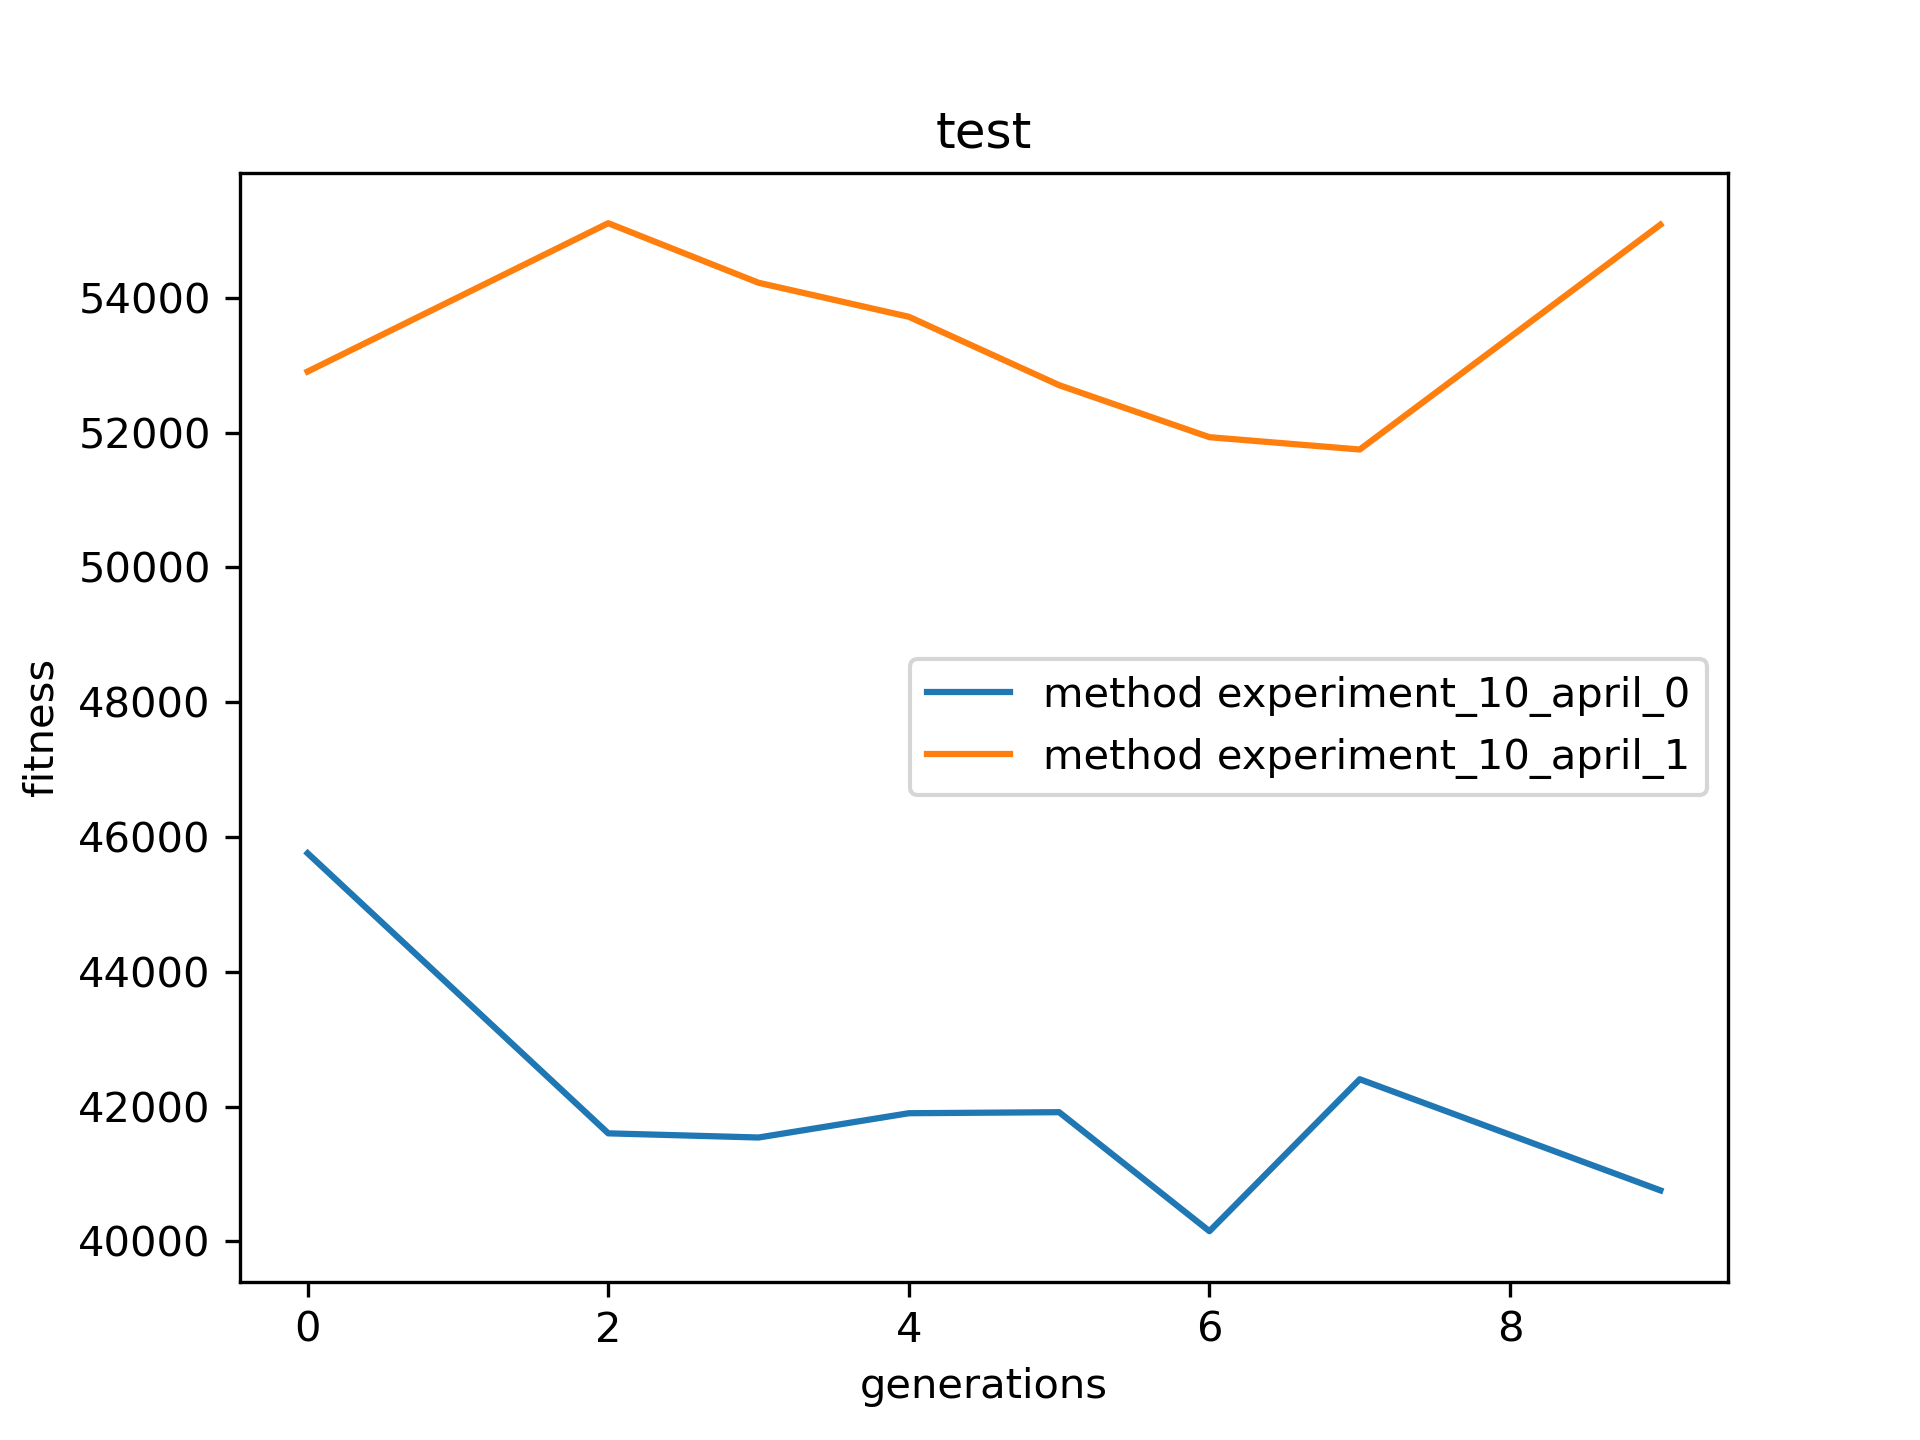 test
54000
52000
50000
48000
46000
44000
42000
40000
fitness
method experiment_10_april_0
method experiment_10_april_1
0 2 4 6 8
generations